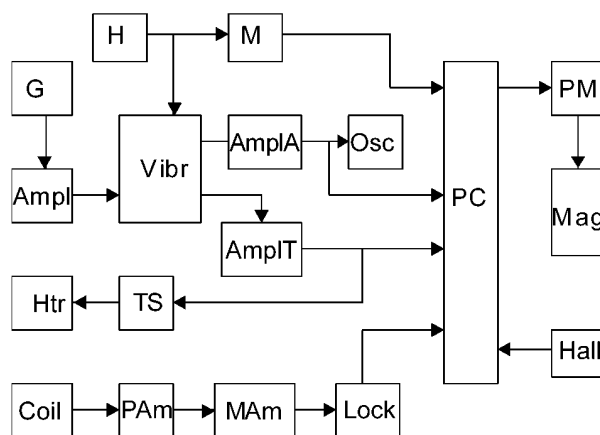 H
M
G
PM
AmplA
Osc
Vibr
Ampl
PC
Mag
AmplT
Htr
TS
Hall
Coil
PAm
MAm
Lock